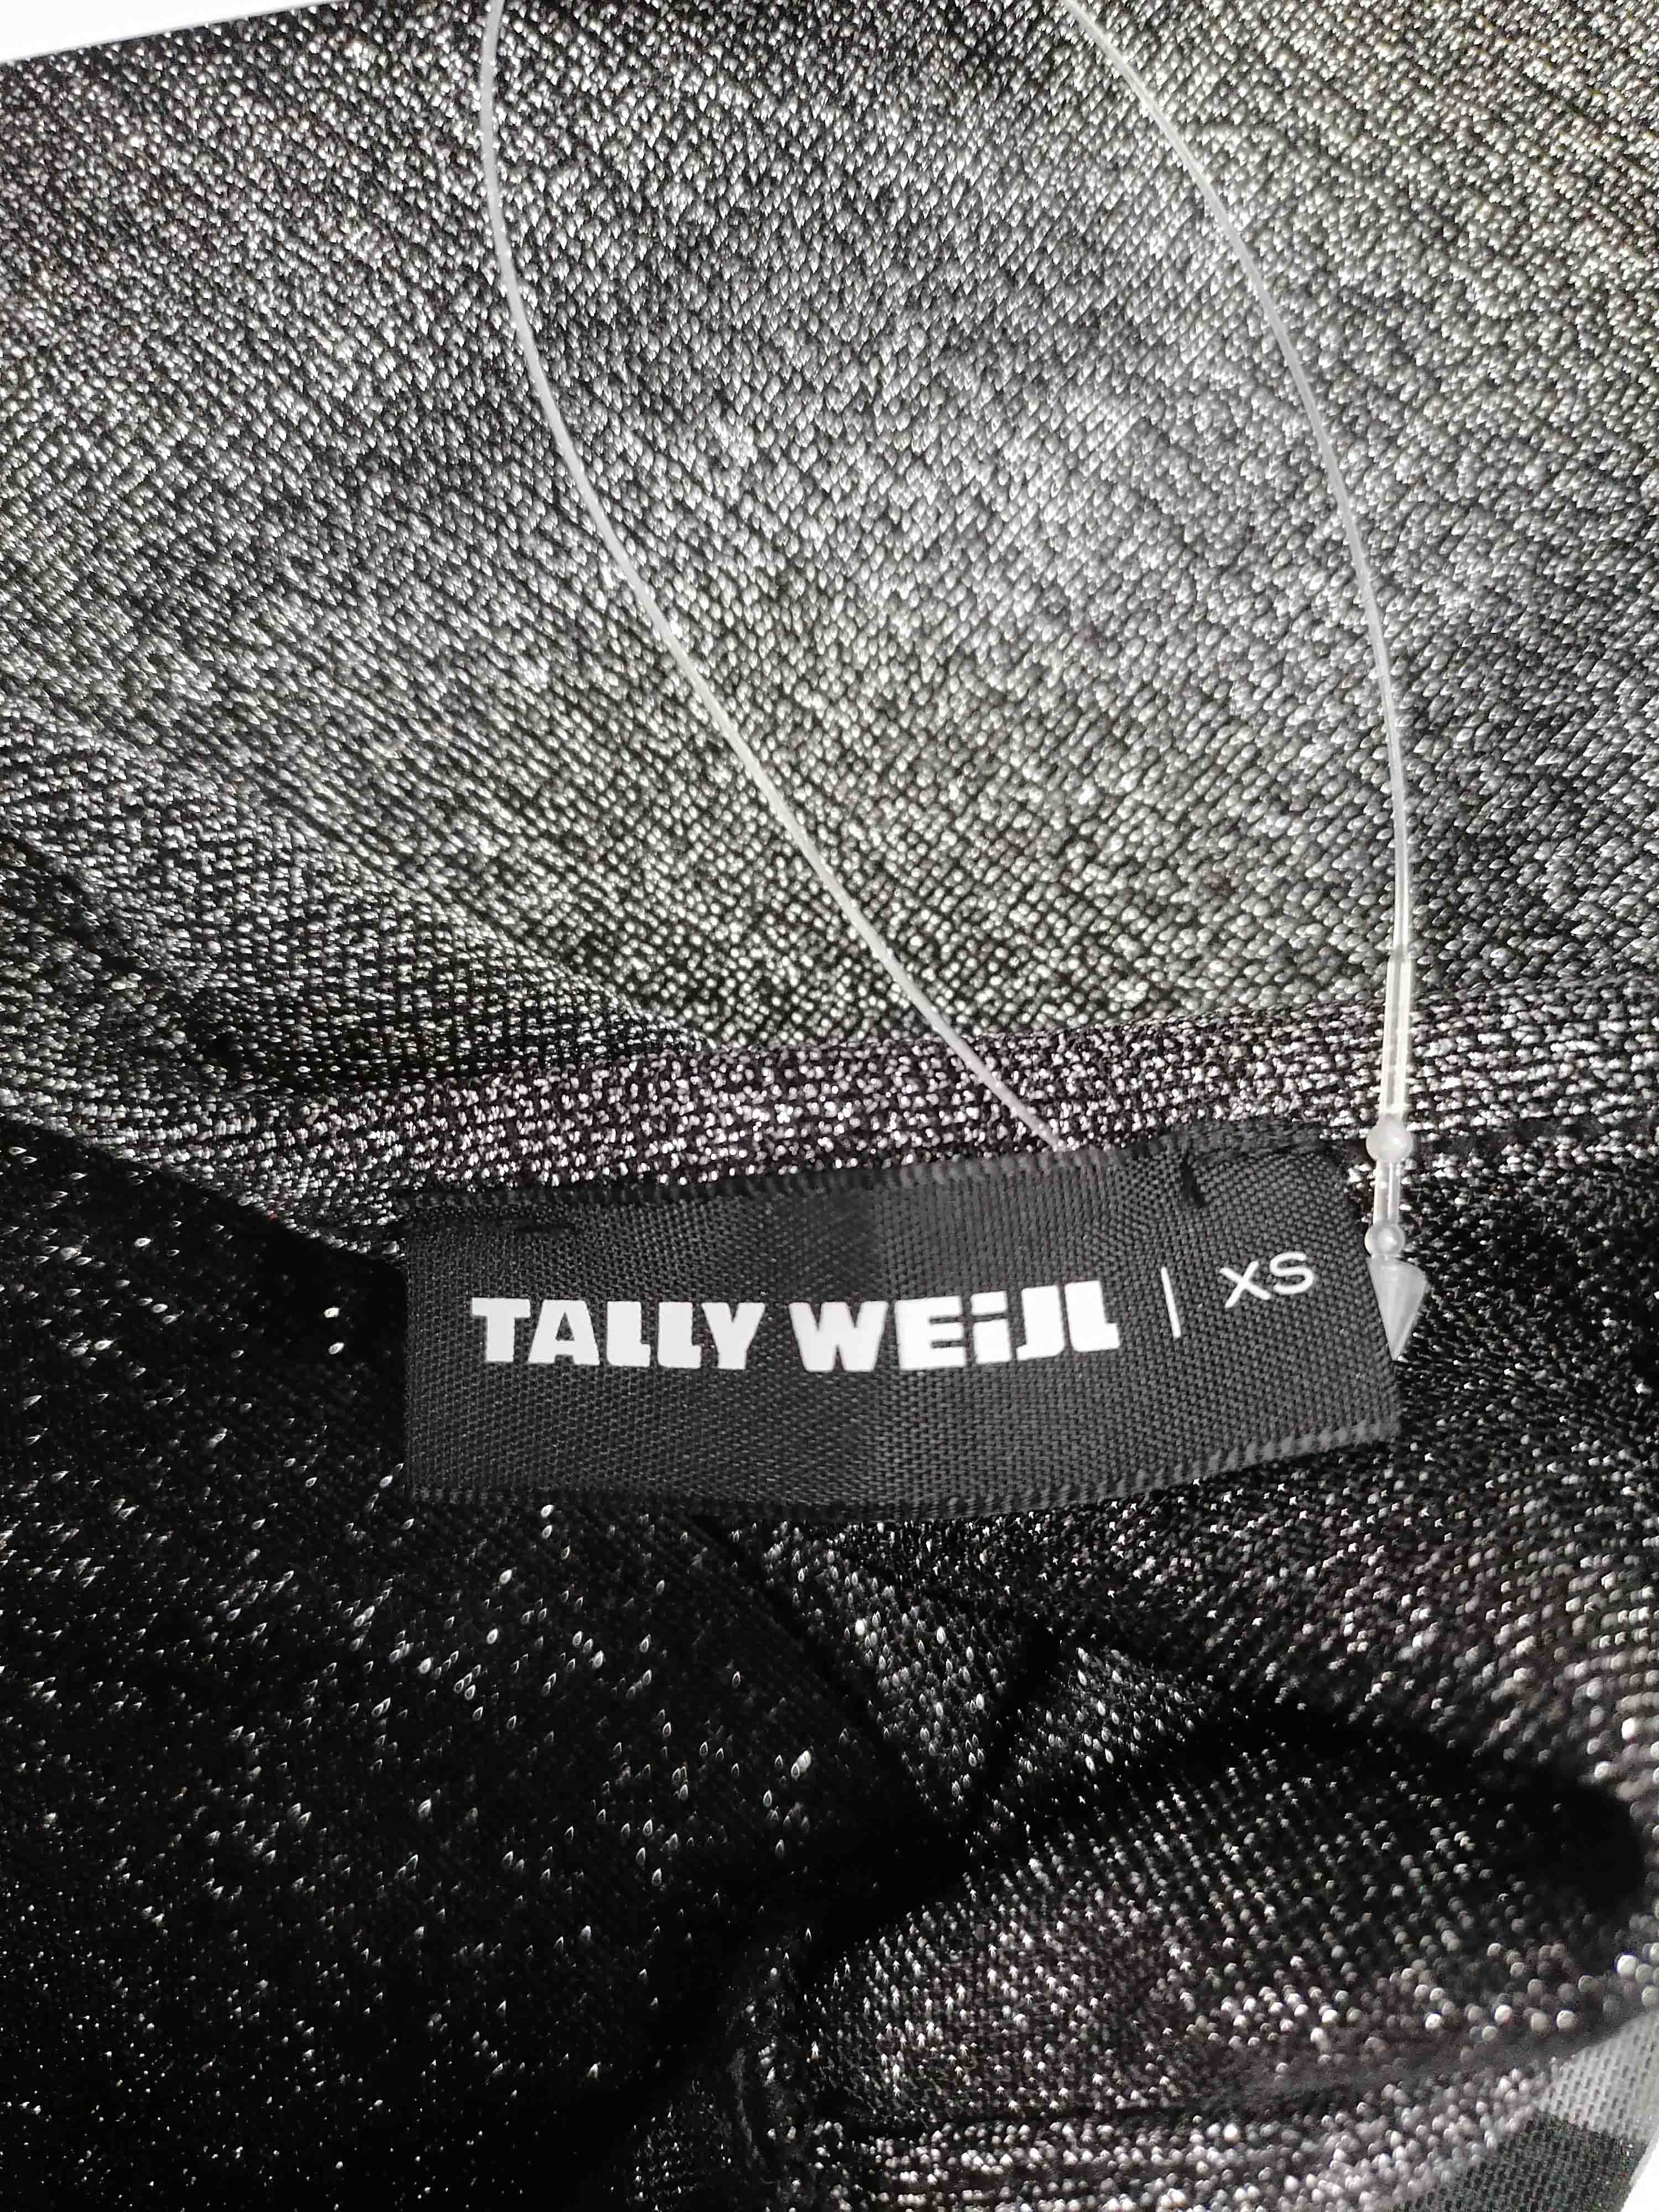 TALLY WEiJL | XS